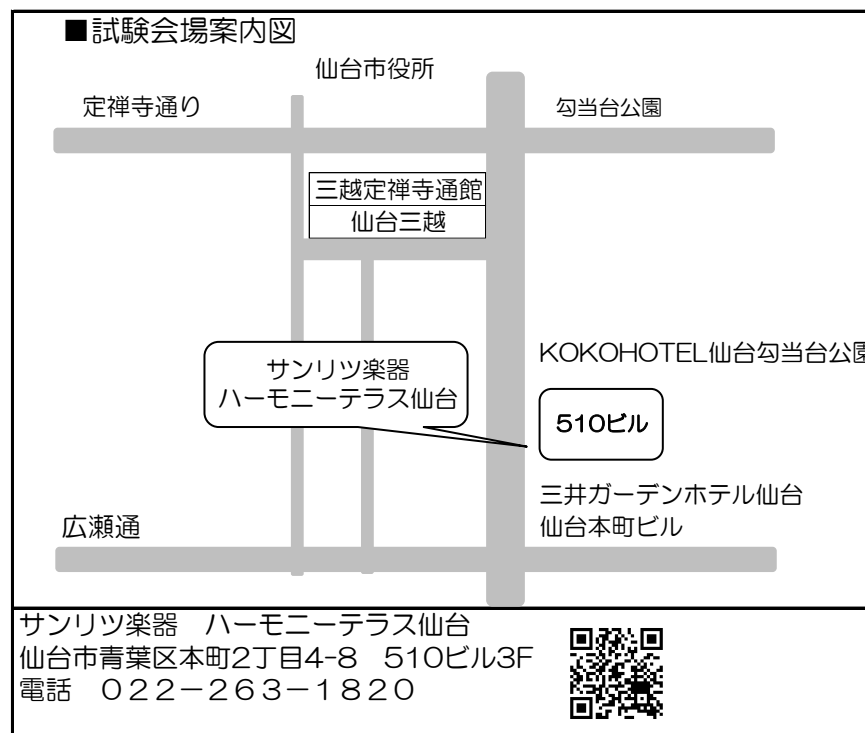 ■試験会場案内図
仙台市役所
定禅寺通り
勾当台公園
三越定禅寺通館
仙台三越
KOKOHOTEL仙台勾当台公園
サンリツ楽器
ハーモニーテラス仙台
510ビル
三井ガーデンホテル仙台
仙台本町ビル
広瀬通
サンリツ楽器　ハーモニーテラス仙台
仙台市青葉区本町2丁目4-8　510ビル3F
電話　０２２－２６３－１８２０